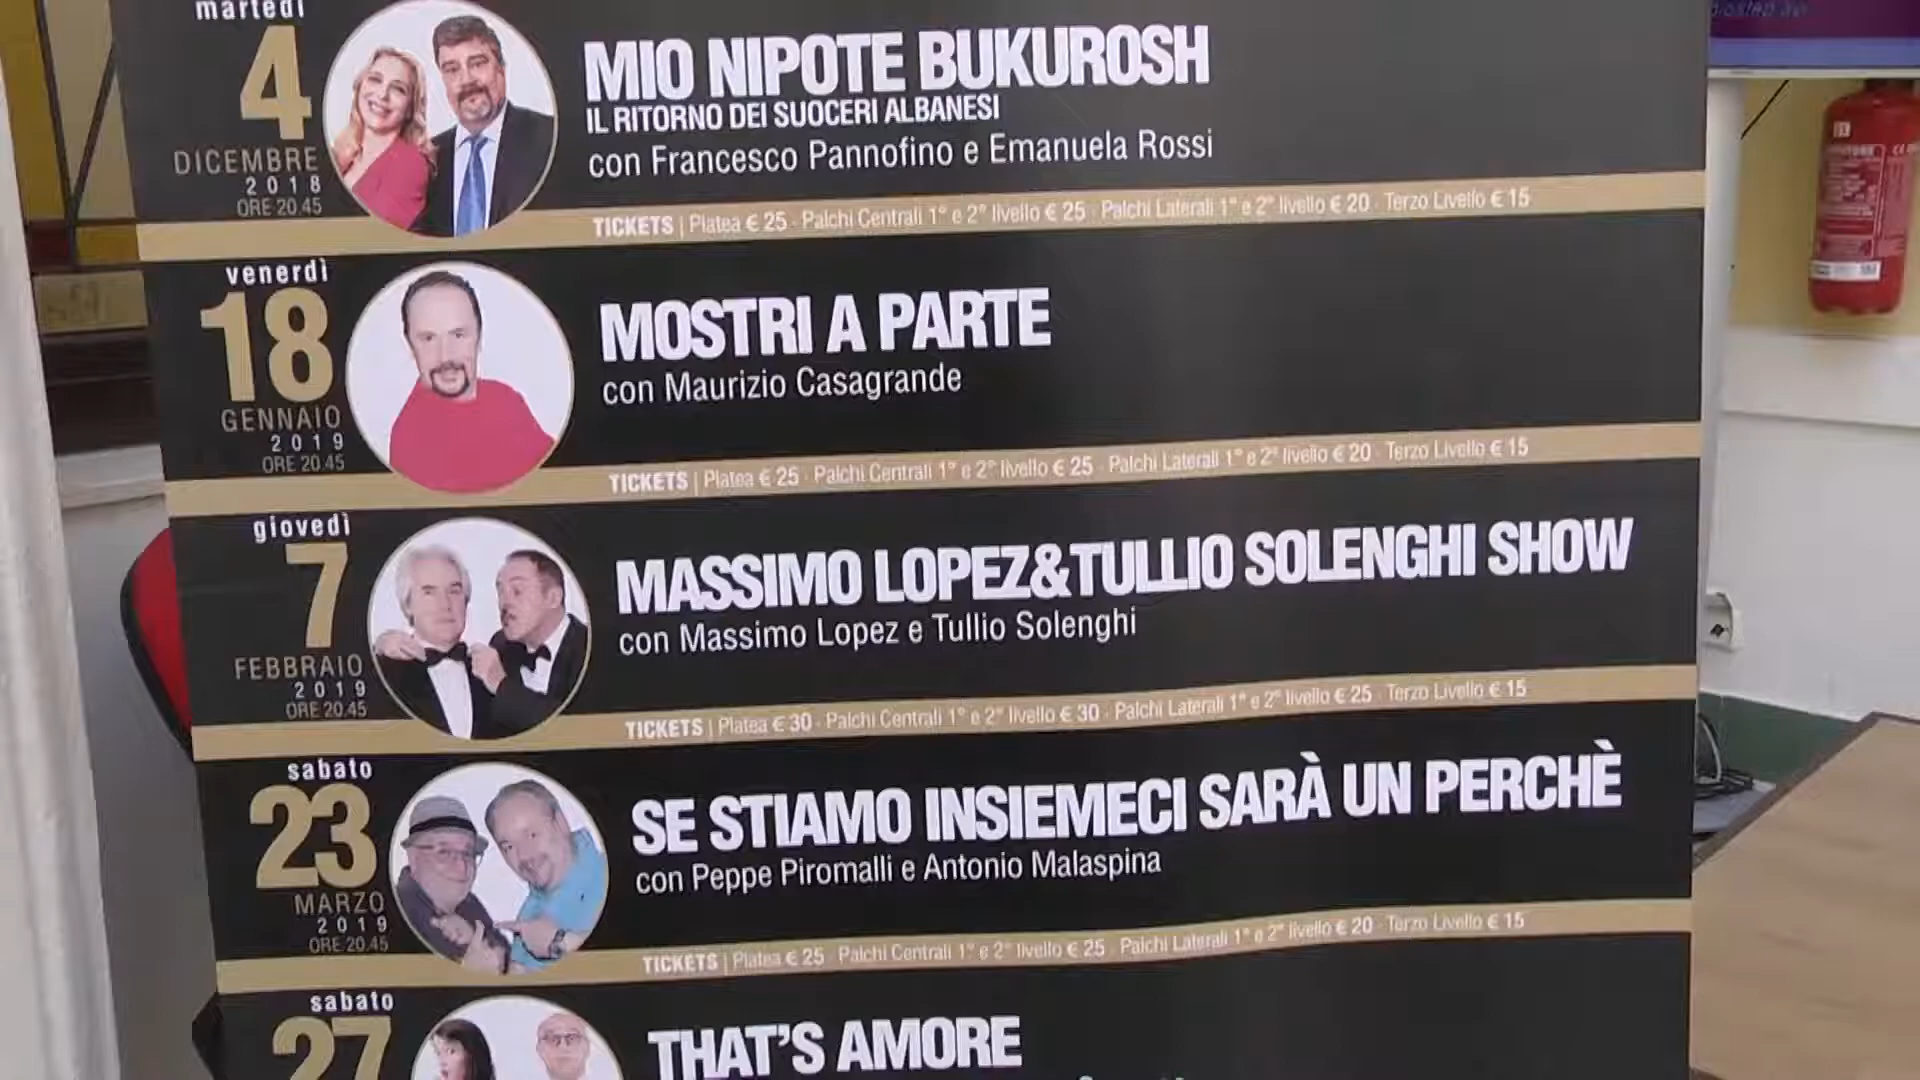 martedì
4
DICEMBRE
2018
ORE 20.45
MIO NIPOTE BUKUROSH
IL RITORNO DEI SUOCERI ALBANESI
con Francesco Pannofino e Emanuela Rossi
TICKETS | Platea € 25 - Palchi Centrali 1° e 2° livello € 25 - Palchi Laterali 1° e 2° livello € 20 - Terzo Livello € 15
venerdì
18
GENNAIO
2019
ORE 20.45
MOSTRI A PARTE
con Maurizio Casagrande
TICKETS | Platea € 25 - Palchi Centrali 1° e 2° livello € 25 - Palchi Laterali 1° e 2° livello € 20 - Terzo Livello € 15
giovedì
7
FEBBRAIO
2019
ORE 20.45
MASSIMO LOPEZ&TULLIO SOLENGHI SHOW
con Massimo Lopez e Tullio Solenghi
TICKETS | Platea € 30 - Palchi Centrali 1° e 2° livello € 30 - Palchi Laterali 1° e 2° livello € 25 - Terzo Livello € 15
sabato
23
MARZO
2019
ORE 20.45
SE STIAMO INSIEMECI SARÀ UN PERCHÈ
con Peppe Piromalli e Antonio Malaspina
TICKETS | Platea € 25 - Palchi Centrali 1° e 2° livello € 25 - Palchi Laterali 1° e 2° livello € 20 - Terzo Livello € 15
sabato
27
THAT'S AMORE